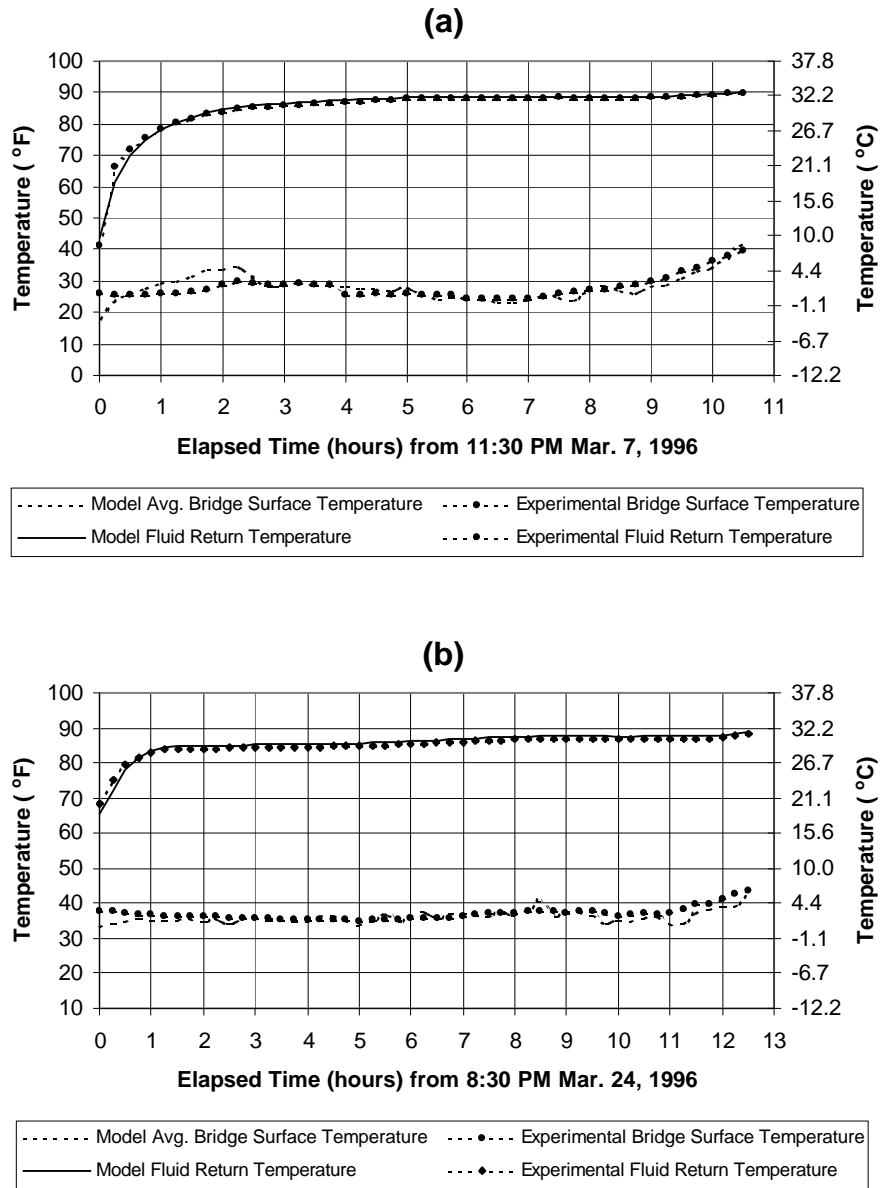 (a)
100
90
80
70
60
50
40
30
20
10
0
Temperature ( °F)
37.8
32.2
26.7
21.1
15.6
10.0
4.4
-1.1
-6.7
-12.2
Temperature ( °C)
0 1 2 3 4 5 6 7 8 9 10 11
Elapsed Time (hours) from 11:30 PM Mar. 7, 1996
Model Avg. Bridge Surface Temperature Experimental Bridge Surface Temperature
Model Fluid Return Temperature Experimental Fluid Return Temperature
(b)
100
90
80
70
60
50
40
30
20
10
Temperature ( °F)
37.8
32.2
26.7
21.1
15.6
10.0
4.4
-1.1
-6.7
-12.2
Temperature ( °C)
0 1 2 3 4 5 6 7 8 9 10 11 12 13
Elapsed Time (hours) from 8:30 PM Mar. 24, 1996
Model Avg. Bridge Surface Temperature Experimental Bridge Surface Temperature
Model Fluid Return Temperature Experimental Fluid Return Temperature